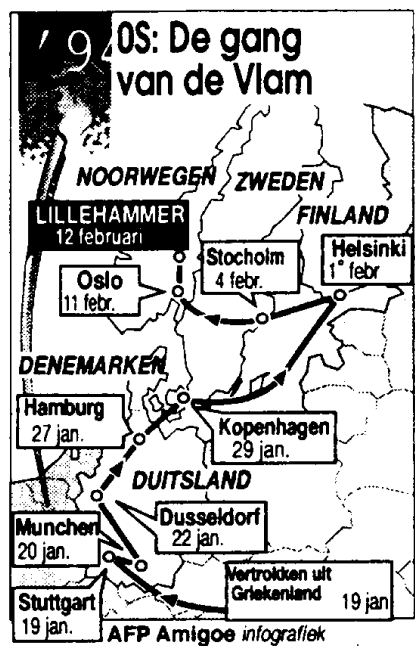 '94
OS: De gang
van de Vlam
NOORWEGEN
ZWEDEN
FINLAND
LILLEHAMMER
12 februari
Oslo
11 febr.
Stocholm
4 febr.
Helsinki
1° febr
DENEMARKEN
Hamburg
27 jan.
Kopenhagen
29 jan.
DUITSLAND
Munchen
20 jan.
Dusseldorf
22 jan.
Stuttgart
19 jan.
Vertrokken uit
Griekenland
19 jan
AFP Amigoe infografiek